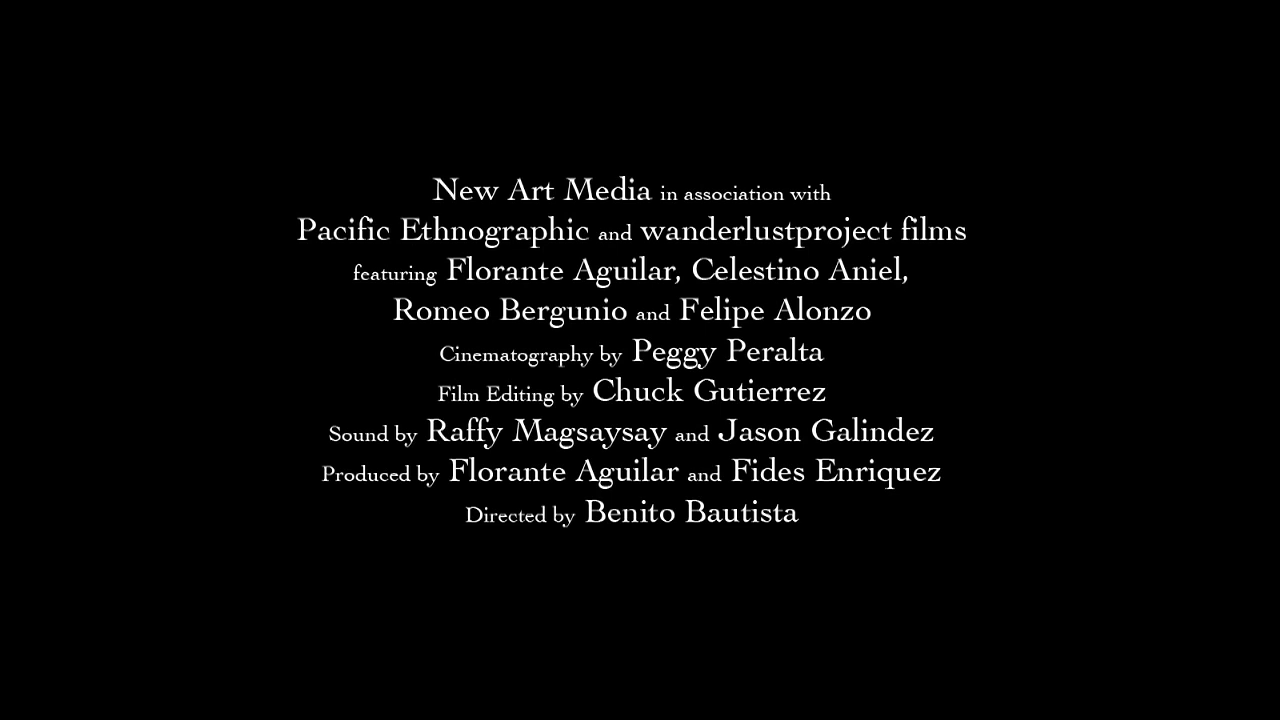 New Art Media in association with
Pacific Ethnographic and wanderlustproject films
featuring Florante Aguilar, Celestino Aniel,
Romeo Bergunio and Felipe Alonzo
Cinematography by Peggy Peralta
Film Editing by Chuck Gutierrez
Sound by Raffy Magsaysay and Jason Galindez
Produced by Florante Aguilar and Fides Enriquez
Directed by Benito Bautista